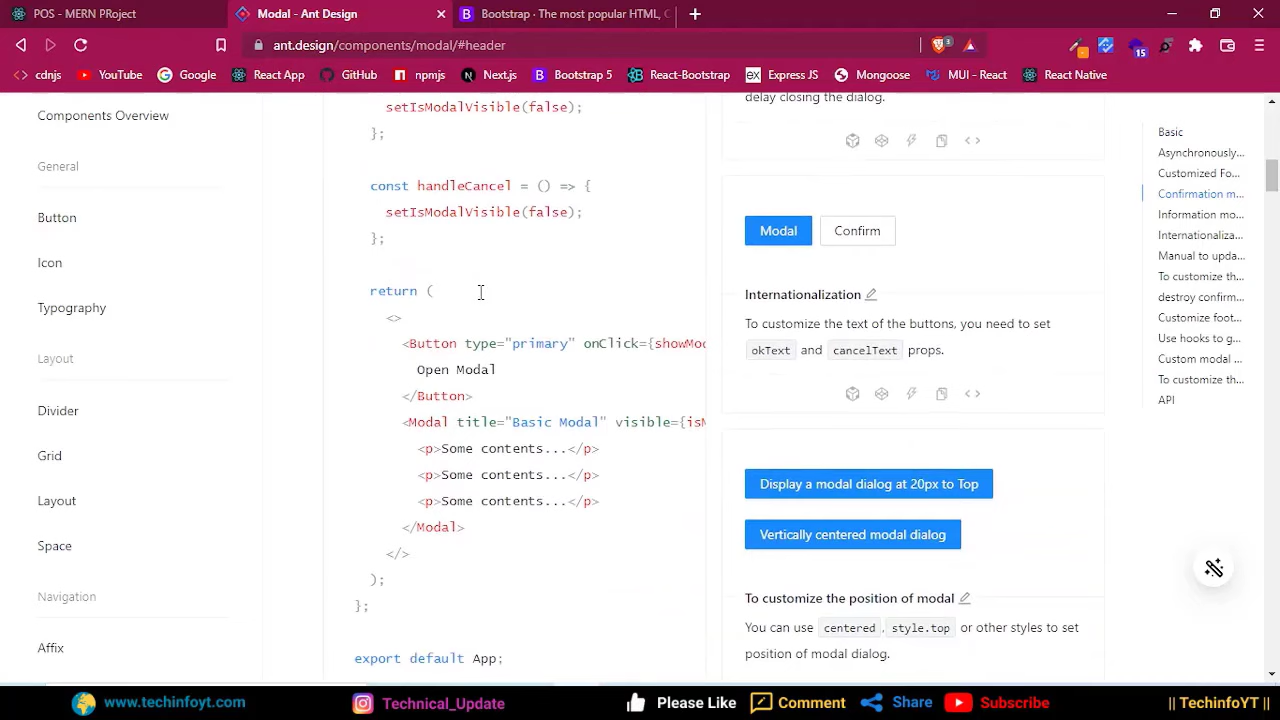 POS - MERN PRoject
Modal - Ant Design
Bootstrap · The most popular HTML, C
ant.design/components/modal/#header
3
15
cdnjs
YouTube
Google
React App
GitHub
npmjs
Next.js
Bootstrap 5
React-Bootstrap
ex Express JS
Mongoose
MUI - React
React Native
Components Overview
General
Button
Icon
Typography
Layout
Divider
Grid
Layout
Space
Navigation
Affix
setIsModalVisible(false);
};
const handleCancel = () => {
setIsModalVisible(false);
};
return (
<>
<Button type="primary" onClick={showMod
Open Modal
</Button>
<Modal title="Basic Modal" visible={isM
<p>Some contents...</p>
<p>Some contents...</p>
<p>Some contents...</p>
</Modal>
</>
);
};
export default App;
delay closing the dialog.
Modal Confirm
Internationalization
To customize the text of the buttons, you need to set
okText and cancelText props.
Display a modal dialog at 20px to Top
Vertically centered modal dialog
To customize the position of modal
You can use centered, style.top or other styles to set
position of modal dialog.
Basic
Asynchronously...
Customized Fo...
Confirmation m...
Information mo...
Internationaliza...
Manual to upda...
To customize th...
destroy confirm...
Customize foot...
Use hooks to g...
Custom modal ...
To customize th...
API
www.techinfoyt.com
Technical_Update
Please Like
Comment
Share
Subscribe
|| TechinfoYT ||